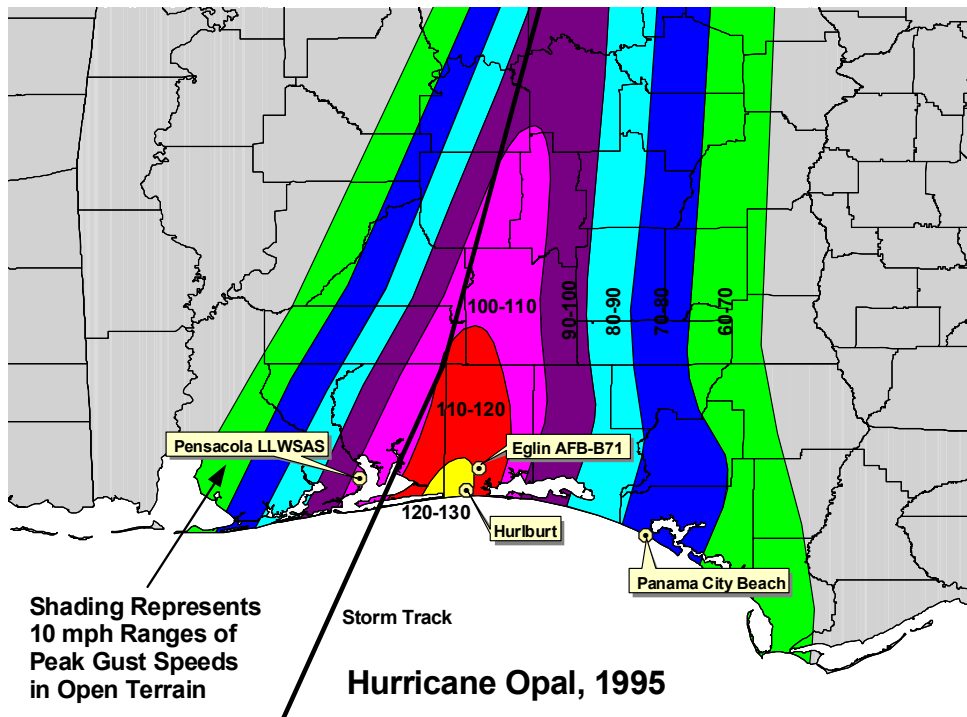 100-110
90-100
80-90
70-80
60-70
110-120
Pensacola LLWSAS
Eglin AFB-B71
120-130
Hurlburt
Panama City Beach
Shading Represents
10 mph Ranges of
Peak Gust Speeds
in Open Terrain
Storm Track
Hurricane Opal, 1995